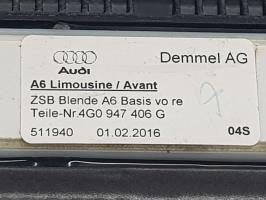 Audi
Demmel AG
A6 Limousine / Avant
ZSB Blende A6 Basis vo re
Teile-Nr.4G0 947 406 G
511940 01.02.2016 04S